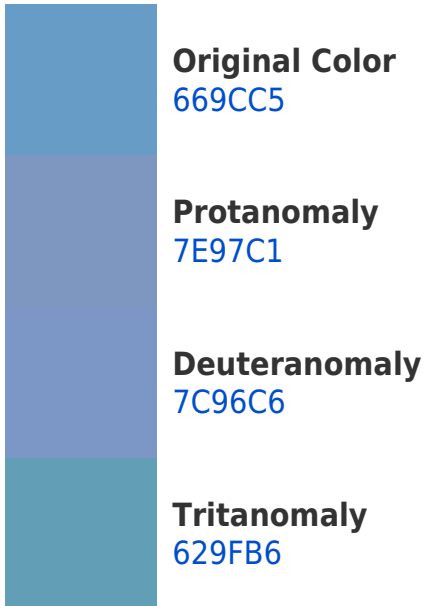 Original Color
669CC5
Protanomaly
7E97C1
Deuteranomaly
7C96C6
Tritanomaly
629FB6